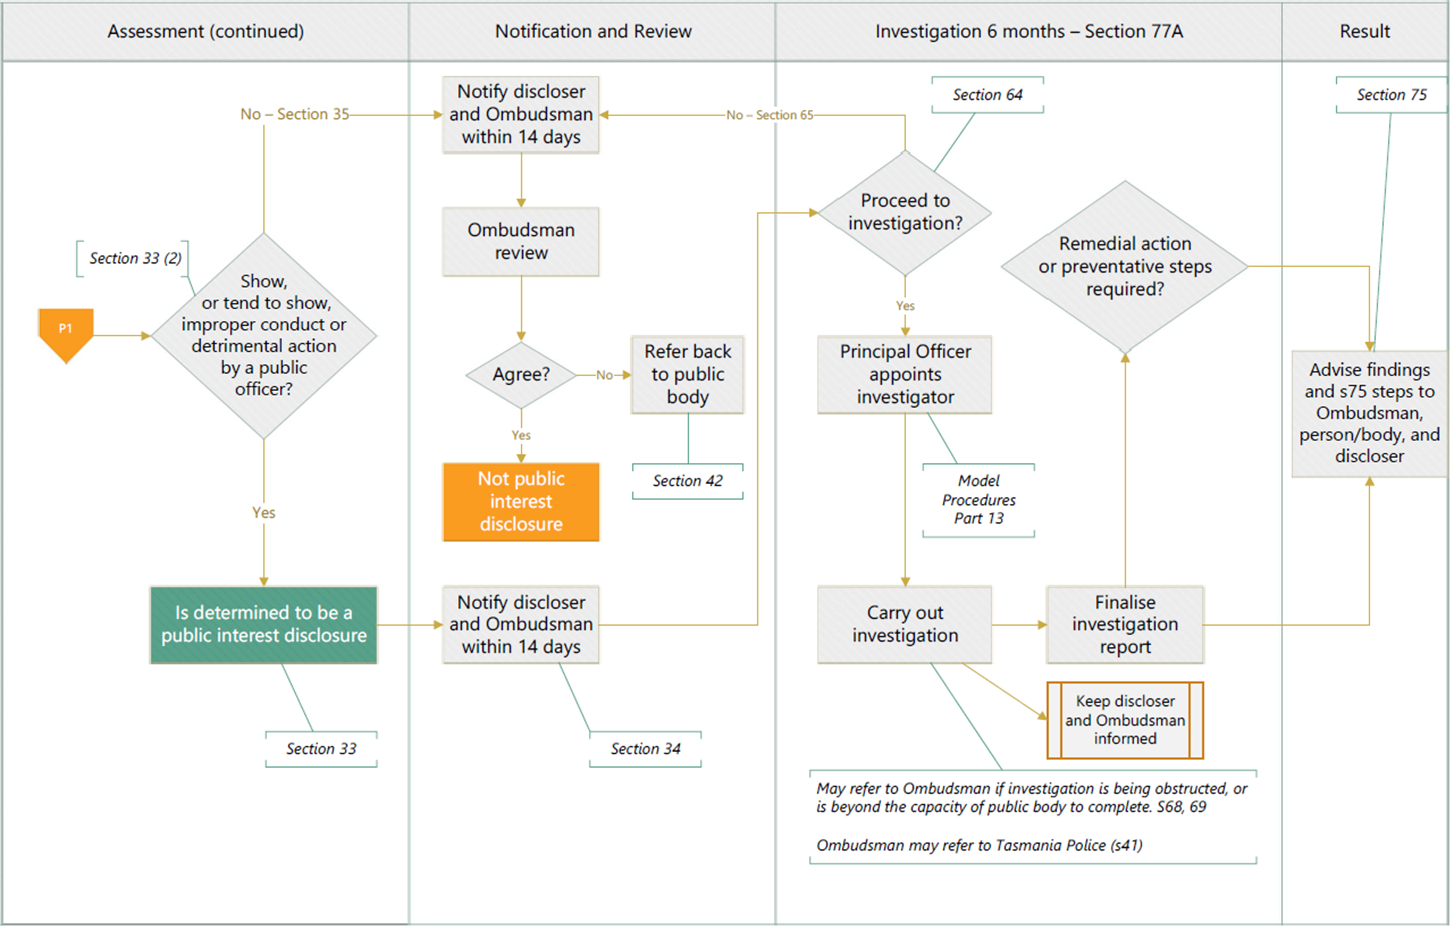 Assessment (continued)
Notification and Review
Investigation 6 months – Section 77A
Result
No – Section 35
Section 33 (2)
P1
Show,
or tend to show,
improper conduct or
detrimental action
by a public
officer?
Yes
Is determined to be a
public interest disclosure
Section 33
Notify discloser
and Ombudsman
within 14 days
Ombudsman
review
Agree?
No
Refer back
to public
body
Section 42
Yes
Not public
interest
disclosure
Notify discloser
and Ombudsman
within 14 days
Section 34
No – Section 65
Section 64
Proceed to
investigation?
Yes
Principal Officer
appoints
investigator
Model
Procedures
Part 13
Carry out
investigation
Finalise
investigation
report
Keep discloser
and Ombudsman
informed
May refer to Ombudsman if investigation is being obstructed, or
is beyond the capacity of public body to complete. S68, 69
Ombudsman may refer to Tasmania Police (s41)
Remedial action
or preventative steps
required?
Section 75
Advise findings
and s75 steps to
Ombudsman,
person/body, and
discloser